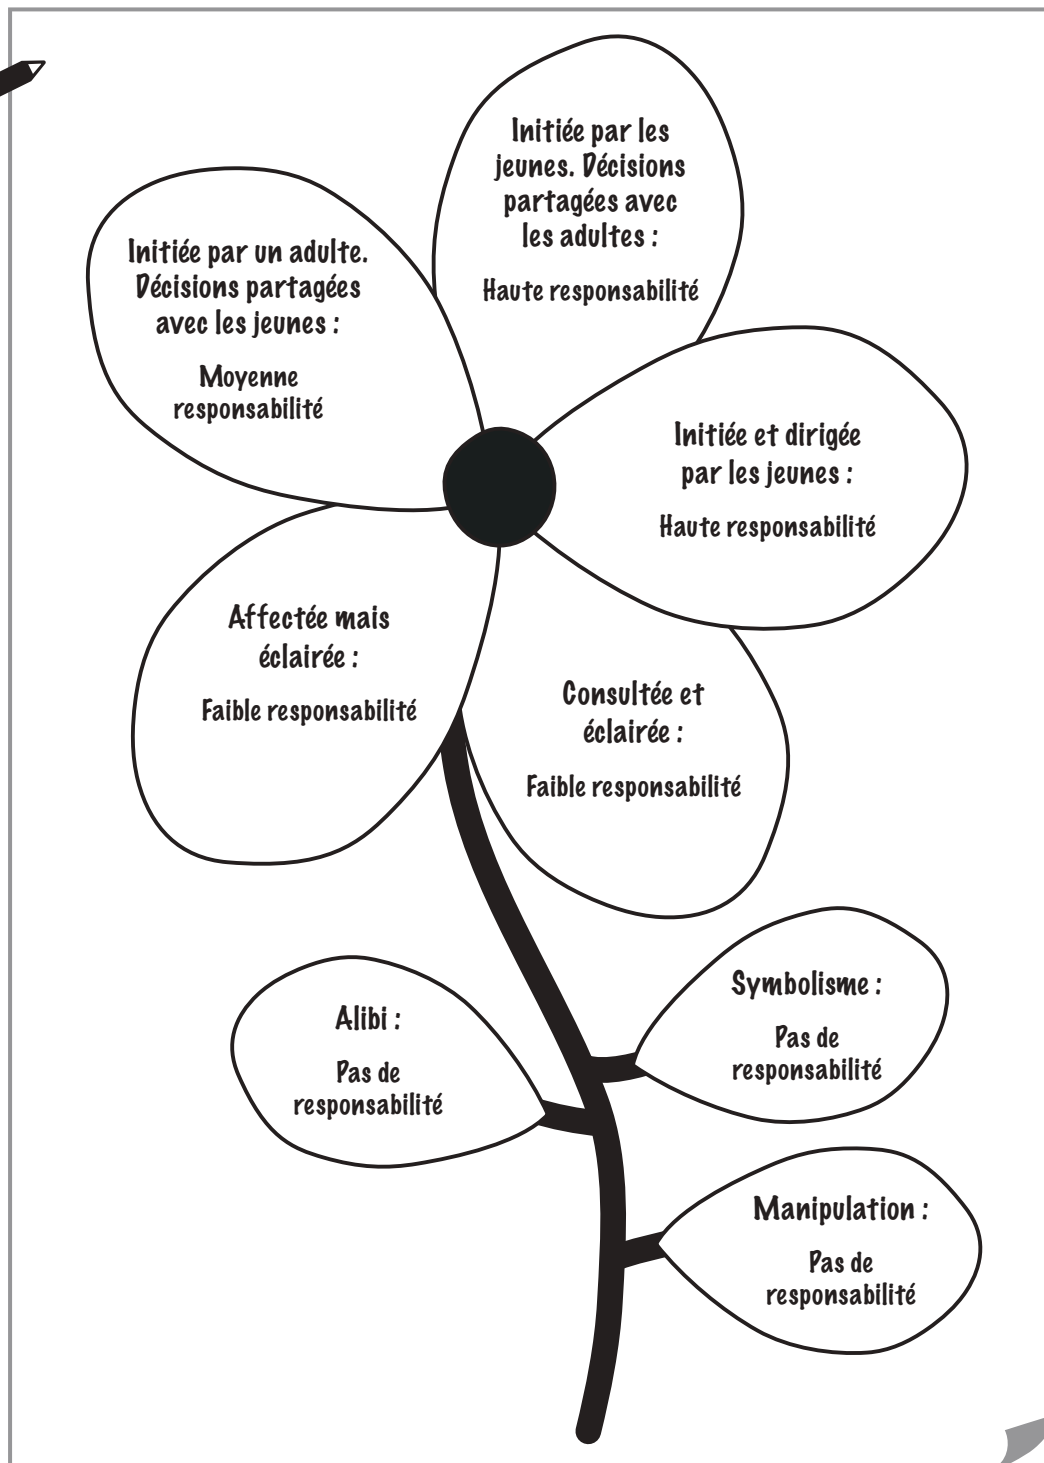 Initiée par les
jeunes. Décisions
partagées avec
les adultes :
Haute responsabilité
Initiée par un adulte.
Décisions partagées
avec les jeunes :
Moyenne
responsabilité
Initiée et dirigée
par les jeunes :
Haute responsabilité
Affectée mais
éclairée :
Faible responsabilité
Consultée et
éclairée :
Faible responsabilité
Symbolisme :
Pas de
responsabilité
Alibi :
Pas de
responsabilité
Manipulation :
Pas de
responsabilité